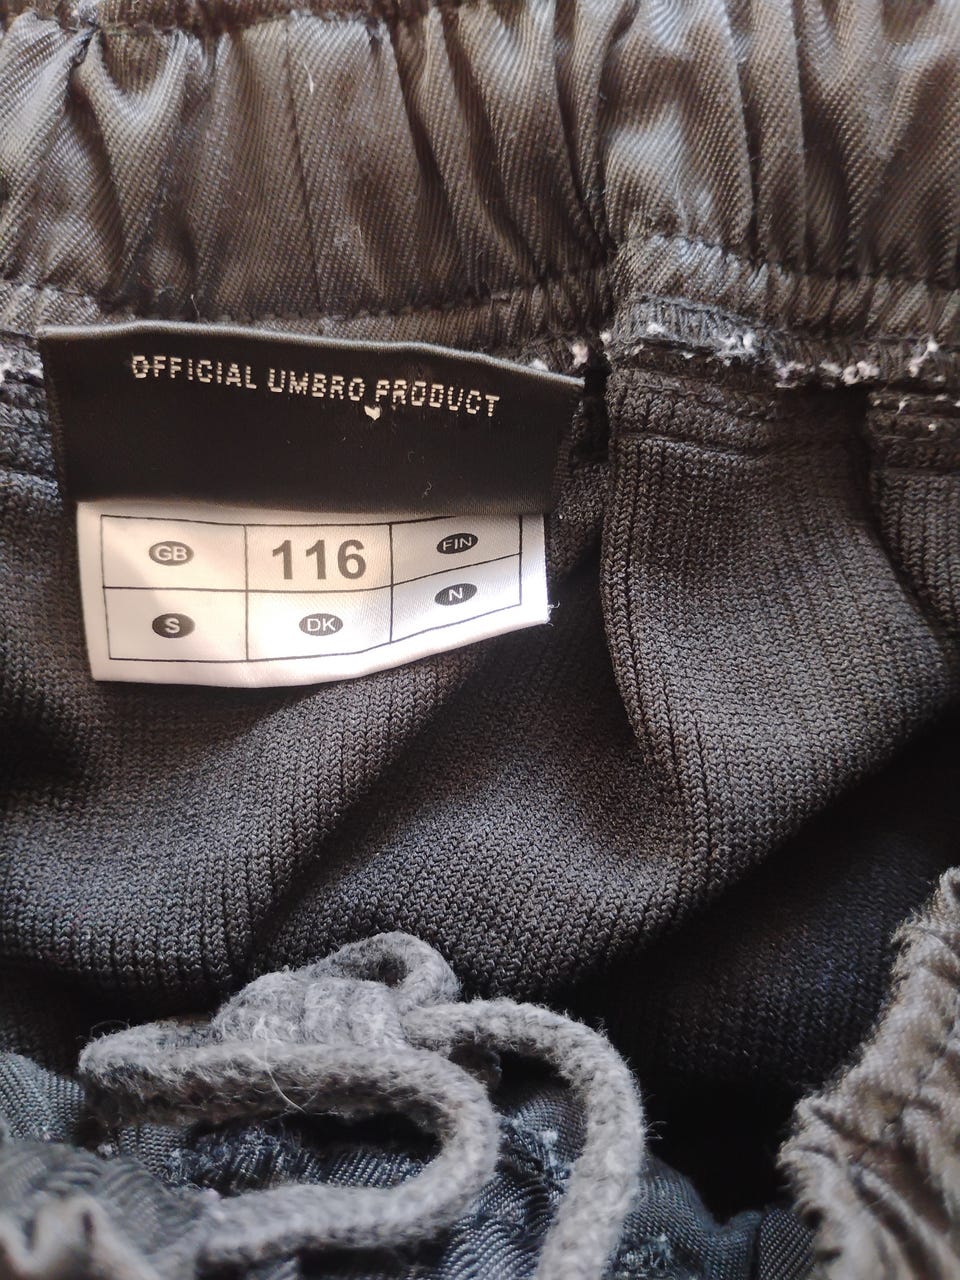 OFFICIAL UMBRO PRODUCT
GB 116 FIN
S DK N